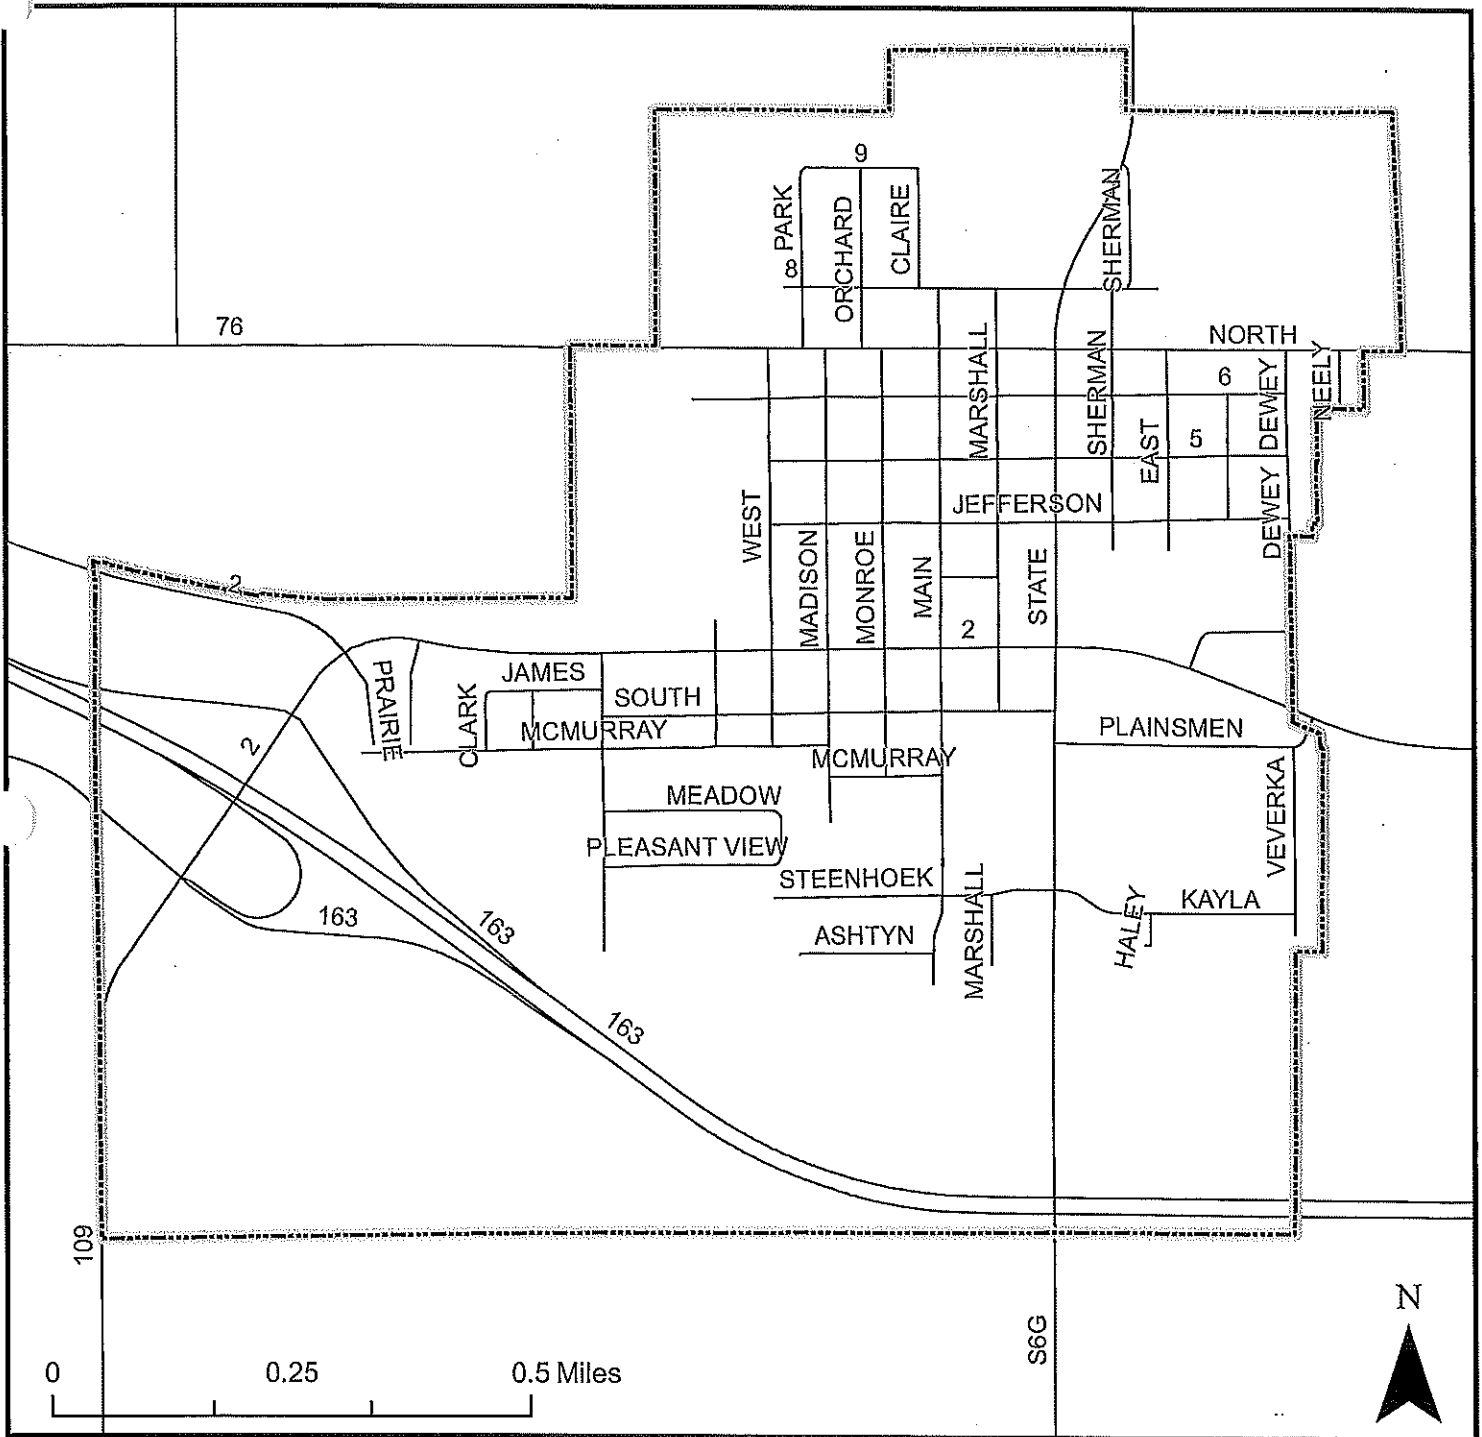 9
PARK
ORCHARD
CLAIRE
SHERMAN
8
76
NORTH
MARSHALL
SHERMAN
6
DEWEY
NEELY
EAST
5
WEST
JEFFERSON
DEWEY
MADISON
MONROE
MAIN
STATE
2
2
JAMES
PRAIRIE
CLARK
SOUTH
MCMURRAY
PLAINSMEN
2
MCMURRAY
MEADOW
VEVERKA
PLEASANT VIEW
STEENHOEK
MARSHALL
KAYLA
HALEY
163
163
ASHTYN
163
109
S6G
N
0 0.25 0.5 Miles